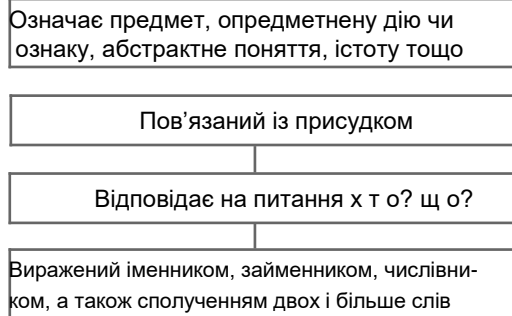 Означає предмет, опредметнену дію чи
ознаку, абстрактне поняття, істоту тощо
Пов’язаний із присудком
Відповідає на питання х т о? щ о?
Виражений іменником, займенником, числівни-
ком, а також сполученням двох і більше слів